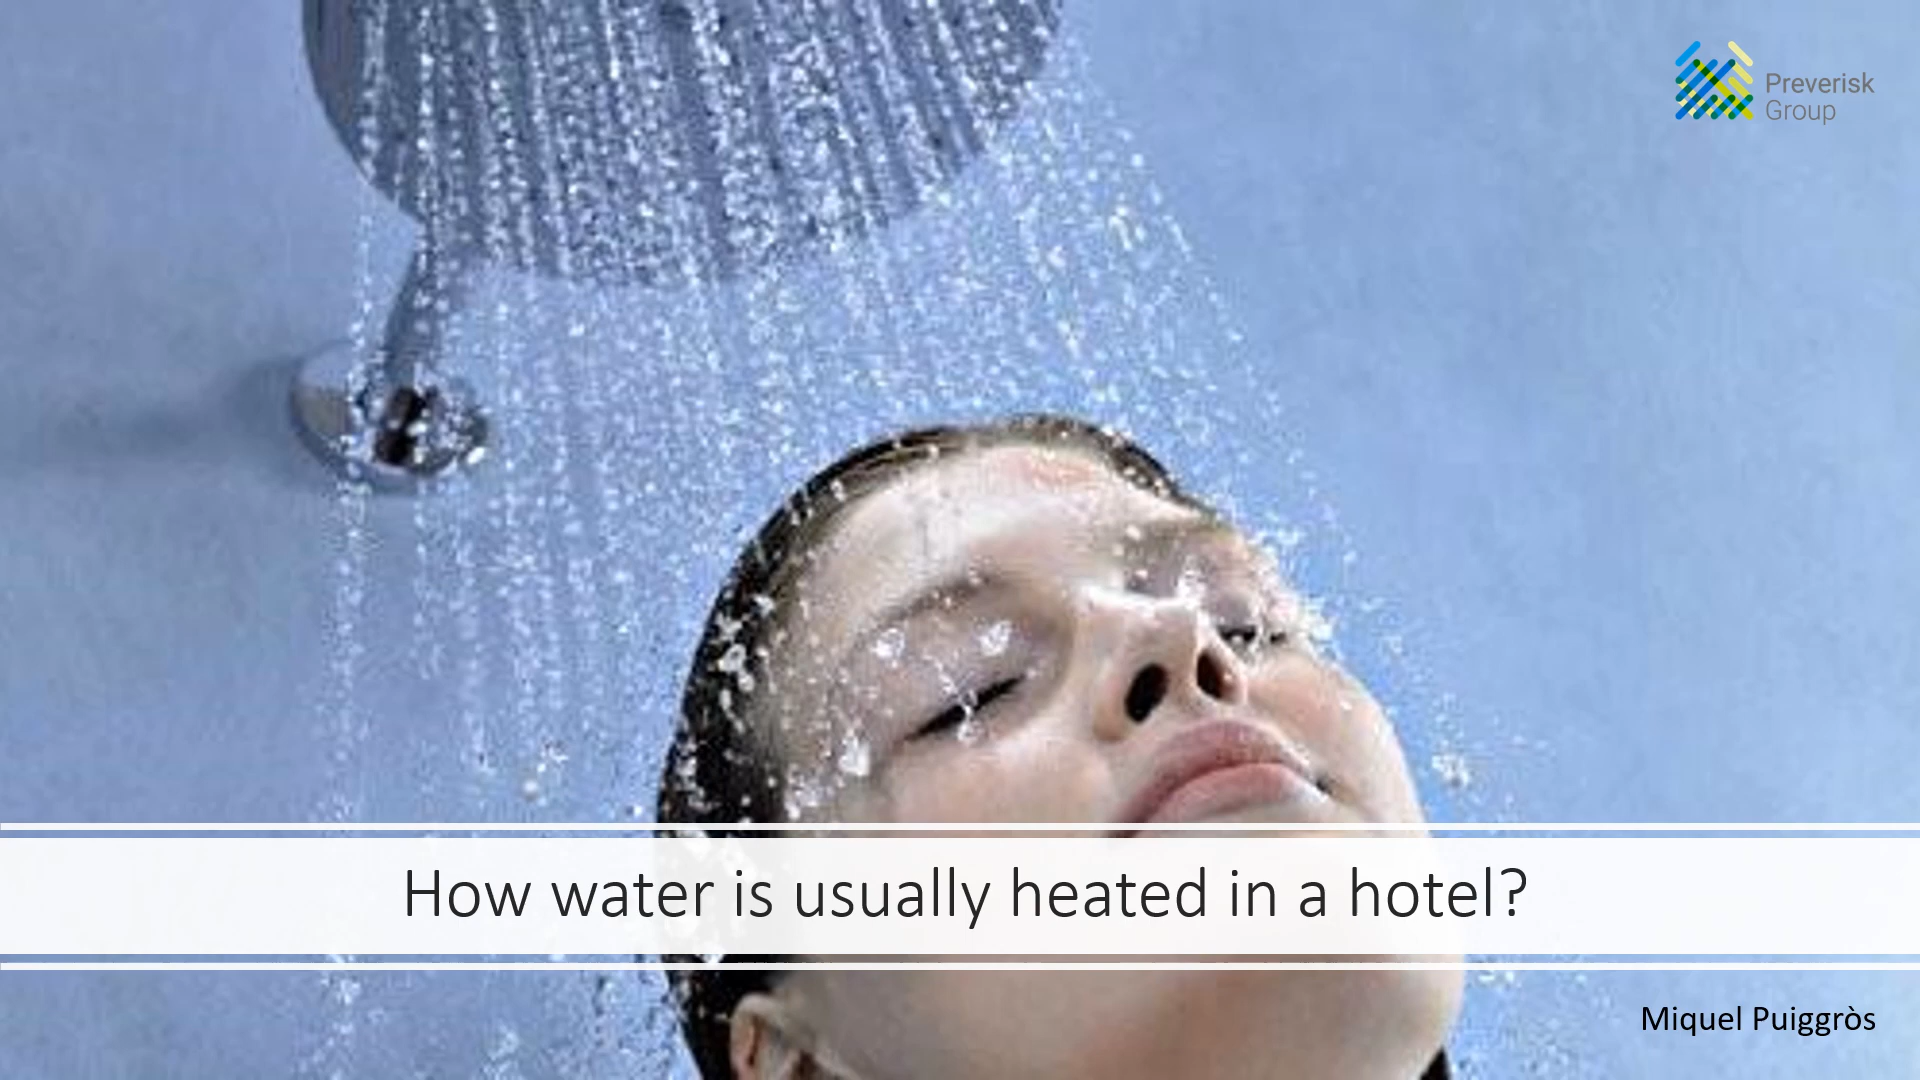 Preverisk
Group
How water is usually heated in a hotel?
Miquel Puiggròs